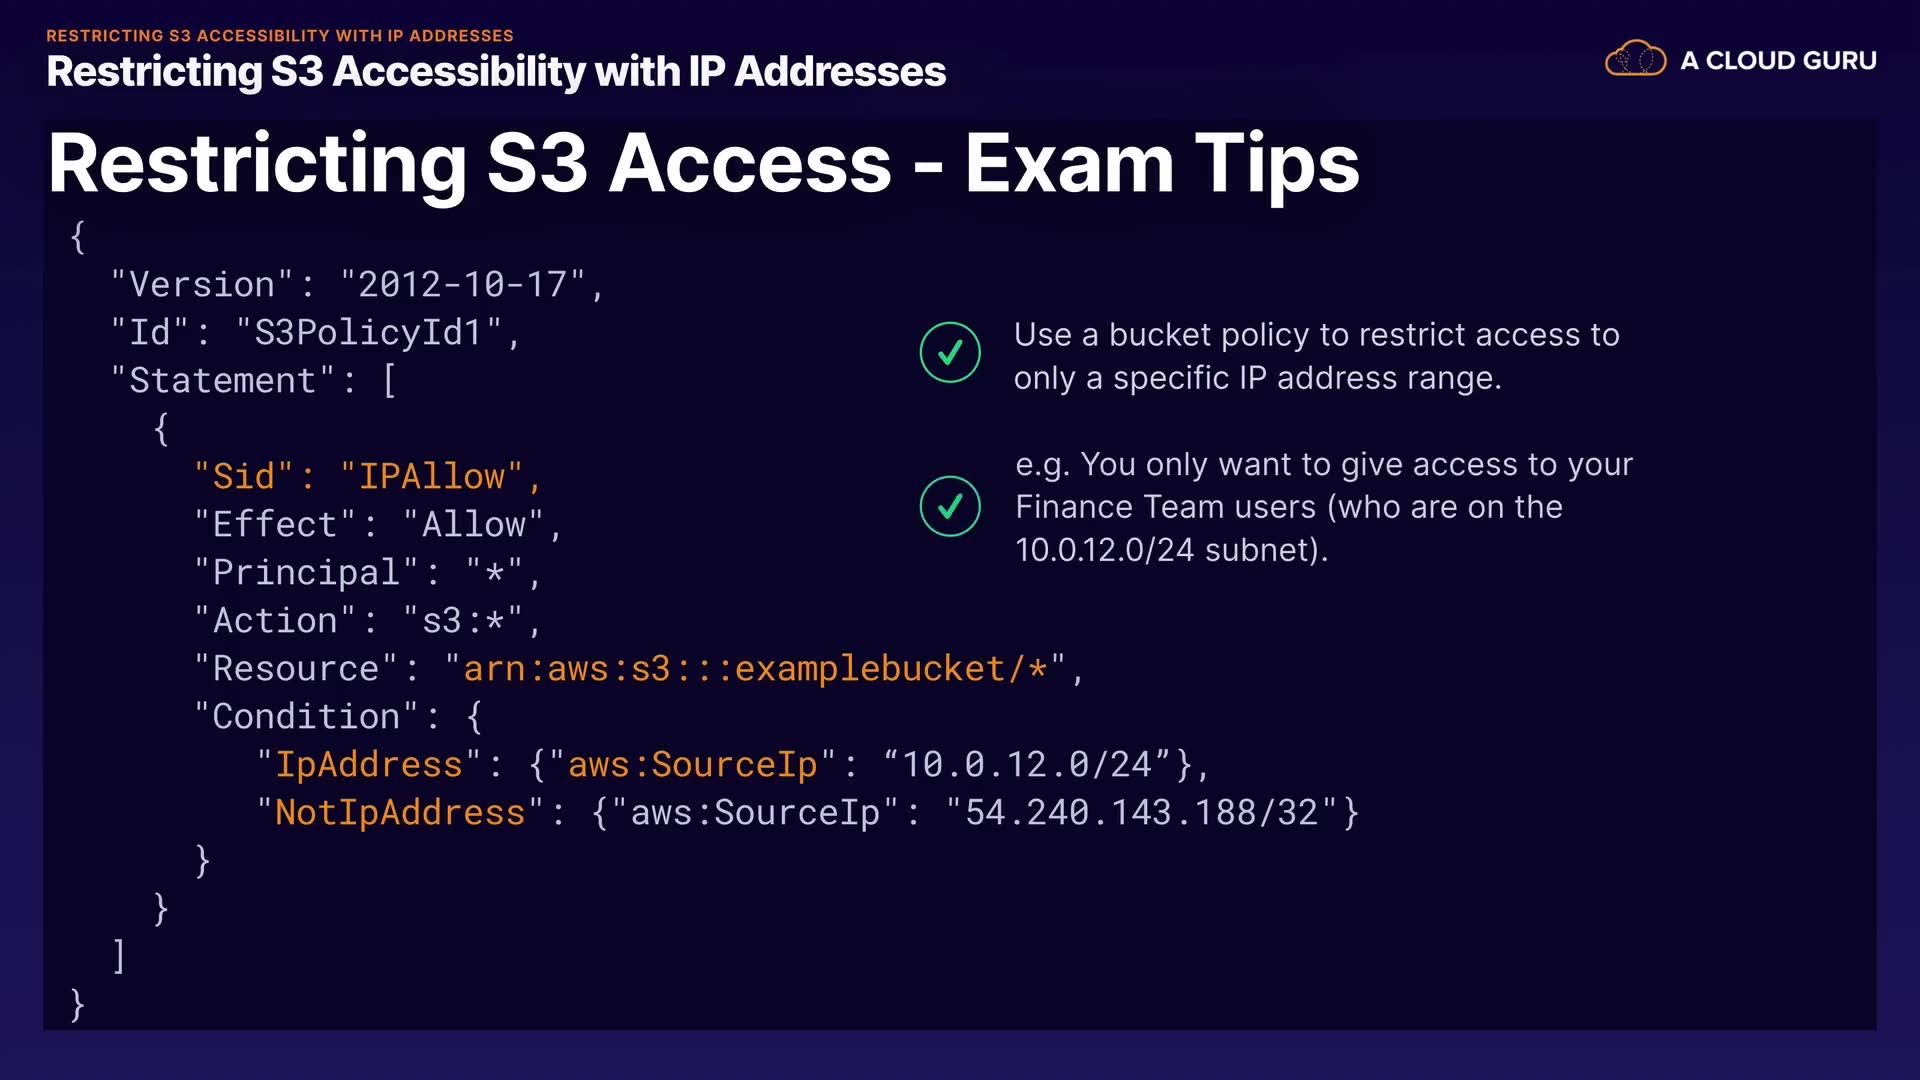 RESTRICTING S3 ACCESSIBILITY WITH IP ADDRESSES
Restricting S3 Accessibility with IP Addresses
A CLOUD GURU
Restricting S3 Access - Exam Tips
{
"Version": "2012-10-17",
"Id": "S3PolicyId1",
"Statement": [
{
"Sid": "IPAllow",
"Effect": "Allow",
"Principal": "*",
"Action": "s3:*",
"Resource": "arn:aws:s3:::examplebucket/*",
"Condition": {
"IpAddress": {"aws:SourceIp": “10.0.12.0/24”},
"NotIpAddress": {"aws:SourceIp": "54.240.143.188/32"}
}
}
]
}
Use a bucket policy to restrict access to
only a specific IP address range.
e.g. You only want to give access to your
Finance Team users (who are on the
10.0.12.0/24 subnet).